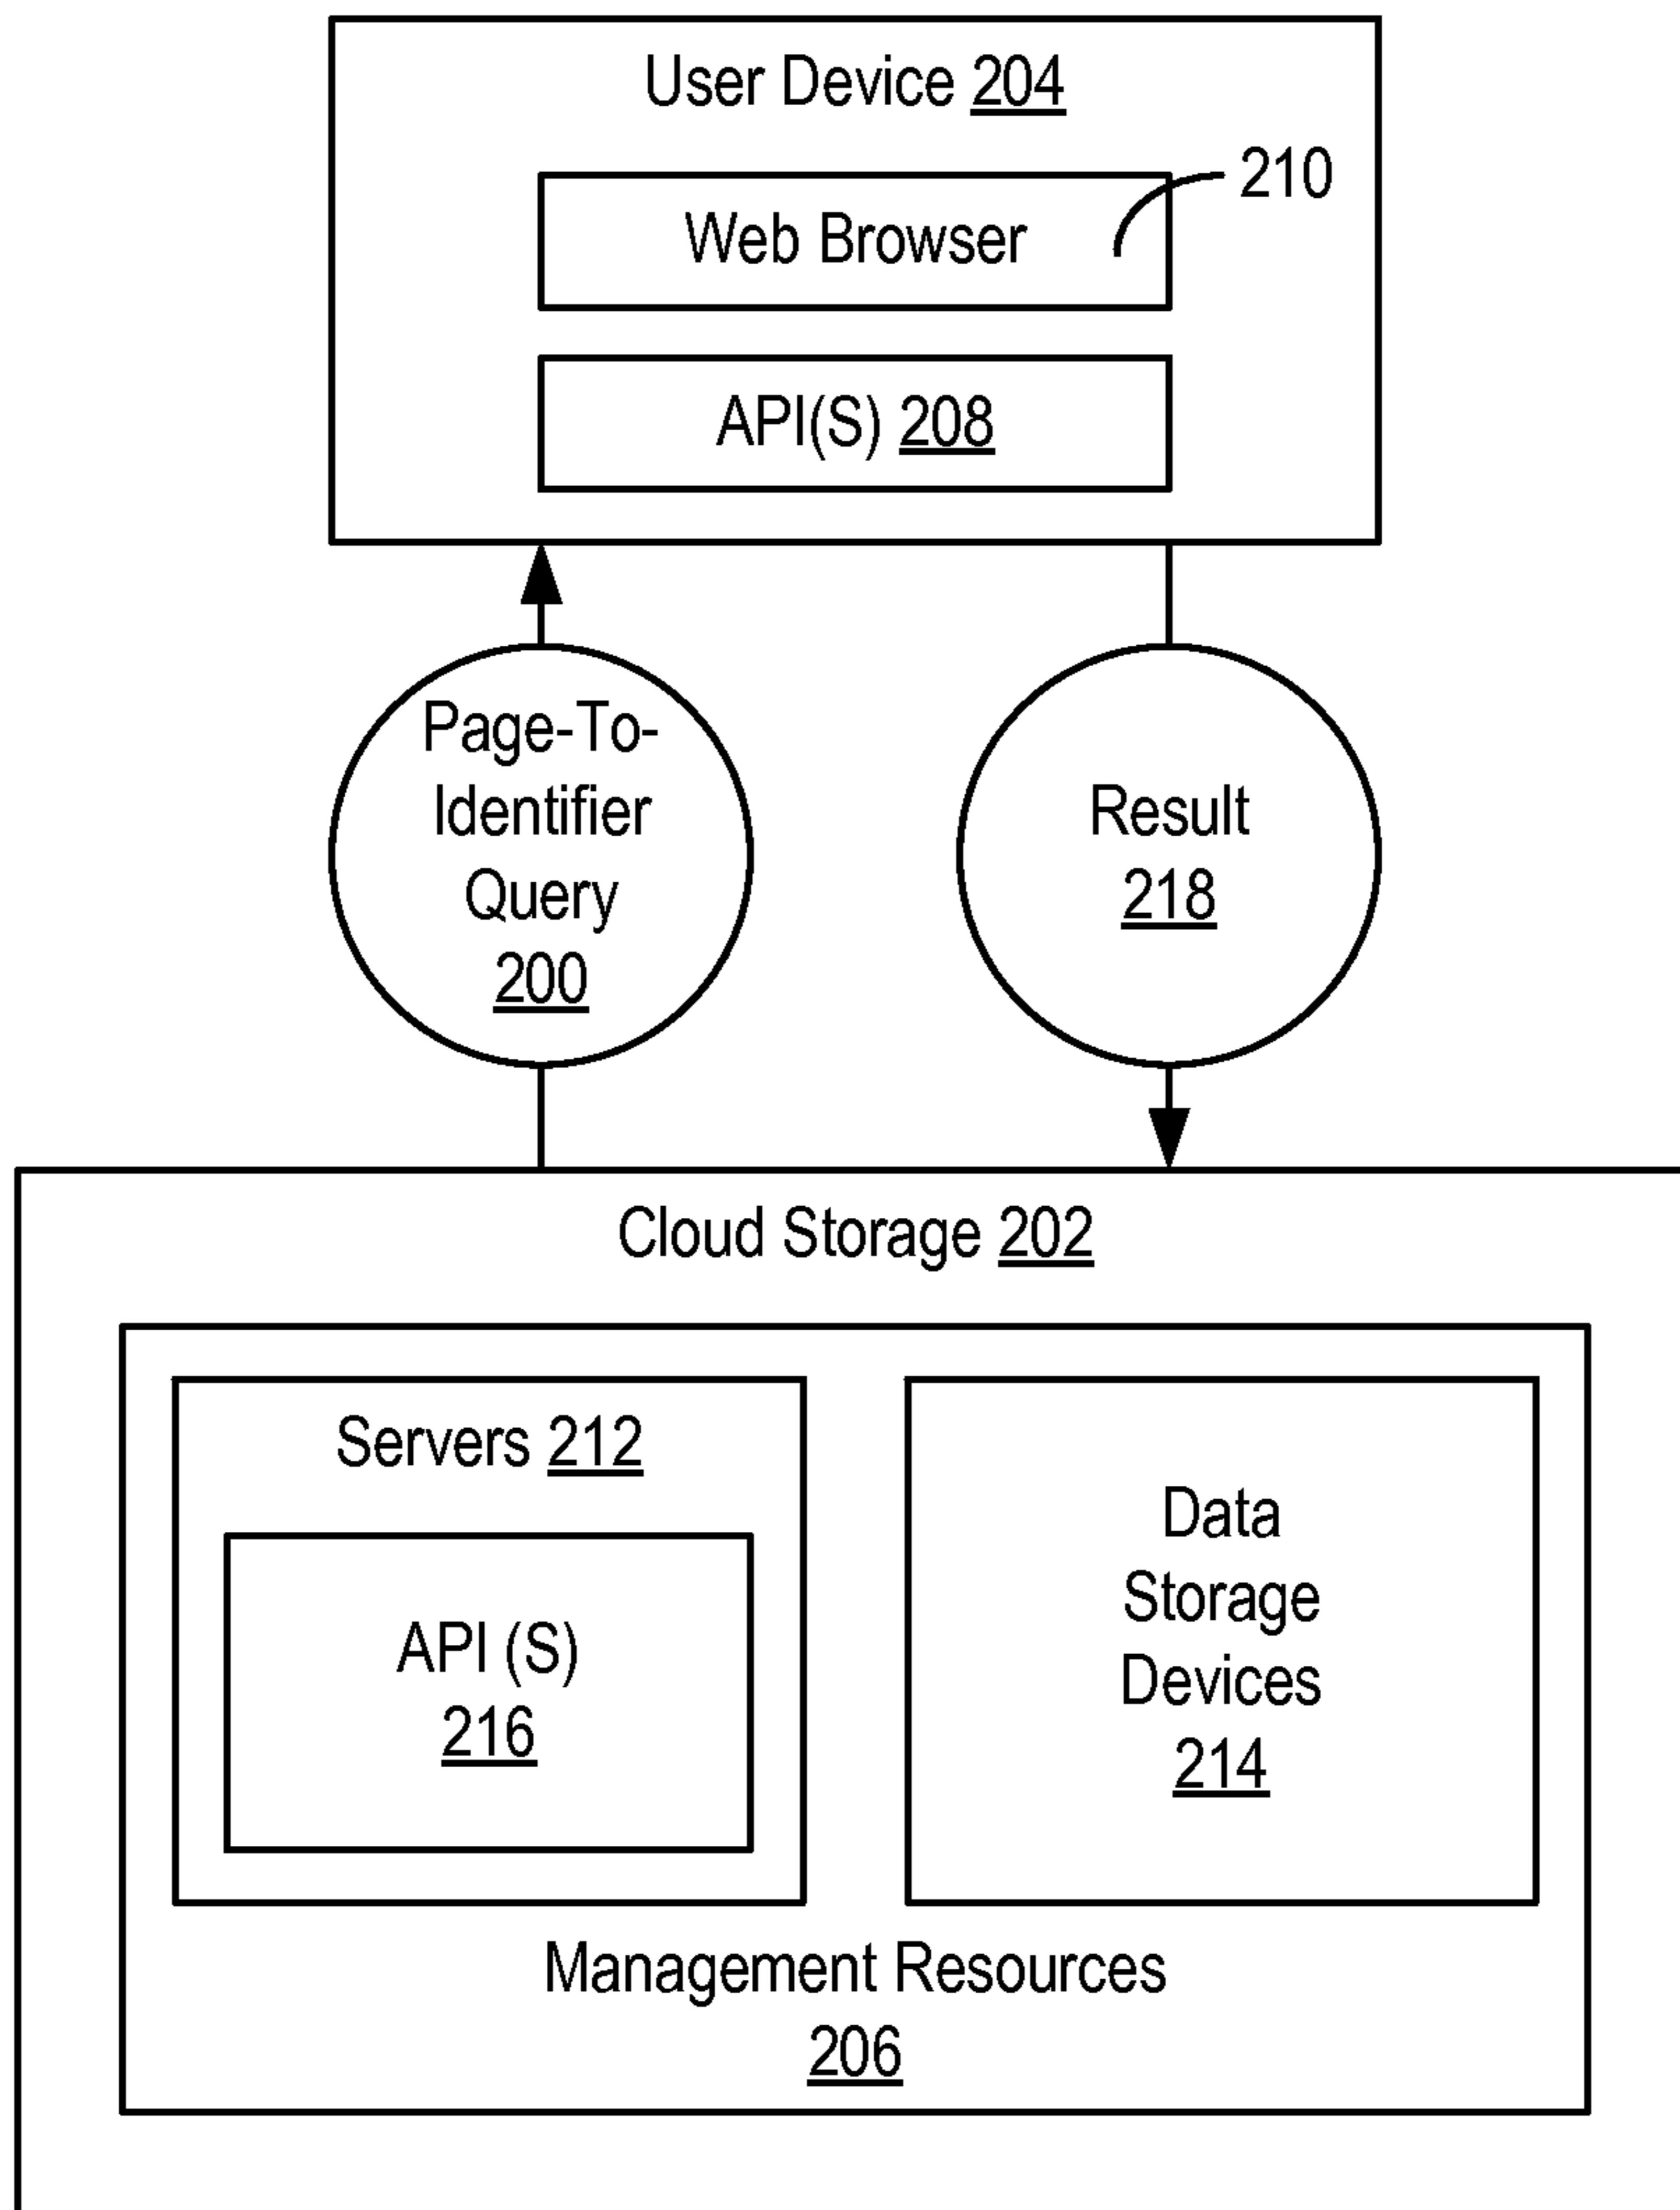 User Device 204
210
Web Browser
API(S) 208
Page-To-
Identifier
Query
200
Result
218
Cloud Storage 202
Servers 212
API (S)
216
Data
Storage
Devices
214
Management Resources
206